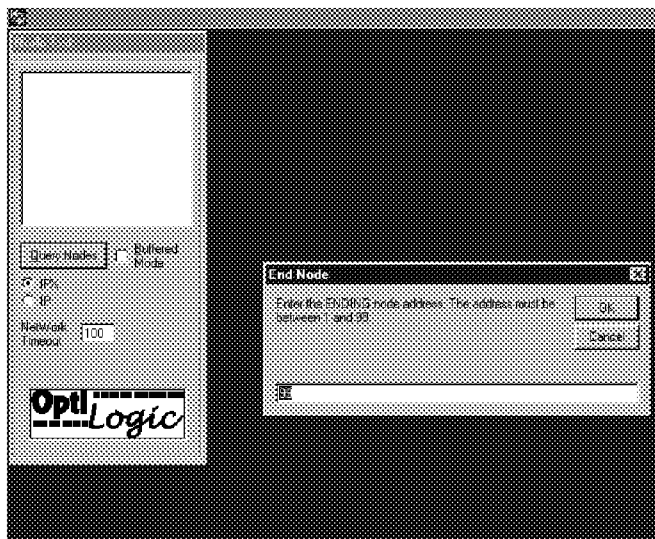 Query Nodes
Buffered
Mode
IPX
IP
NetWork
Timeout
100
Opti
Logic
End Node
Enter the ENDING node address. The address must be
between 1 and 99
OK
Cancel
99